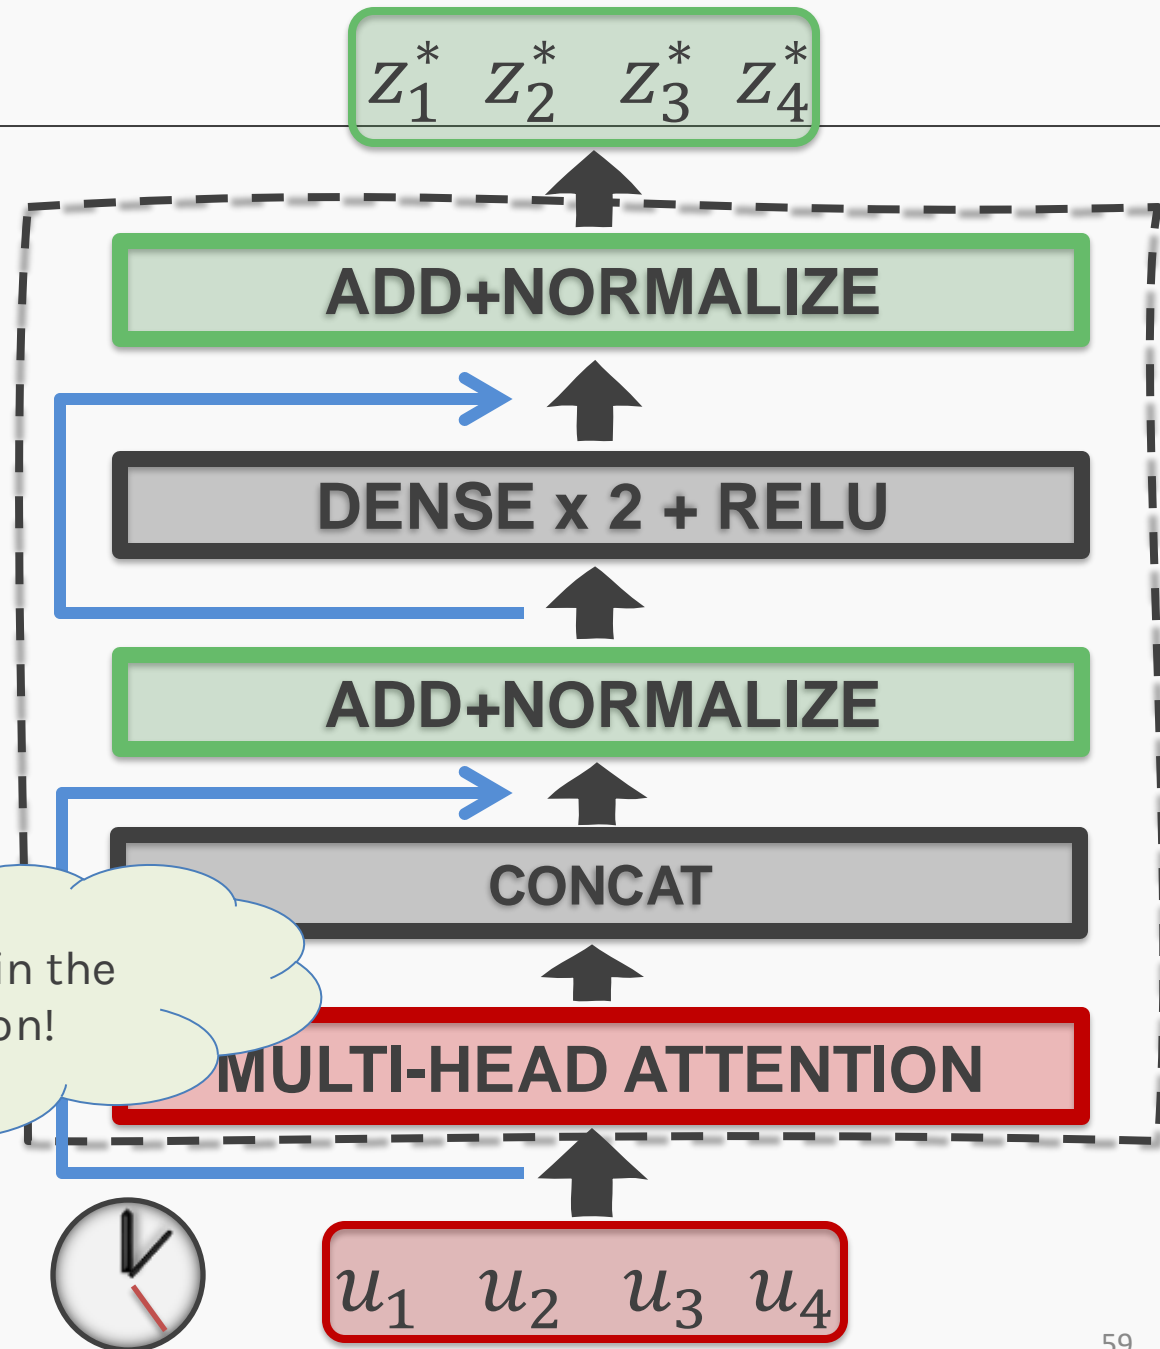 z₁* z₂* z₃* z₄*
ADD+NORMALIZE
DENSE x 2 + RELU
ADD+NORMALIZE
CONCAT
in the
on!
MULTI-HEAD ATTENTION
u₁ u₂ u₃ u₄
59